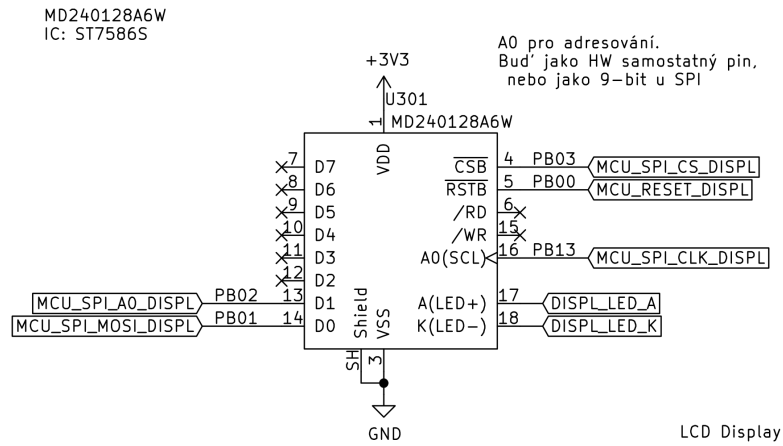 MD240128A6W
IC: ST7586S
A0 pro adresování.
Buď jako HW samostatný pin,
nebo jako 9-bit u SPI
+3V3
U301
MD240128A6W
1
VDD
7 D7
8 D6
9 D5
10 D4
11 D3
12 D2
MCU_SPI_A0_DISPL PB02 13 D1
MCU_SPI_MOSI_DISPL PB01 14 D0
CSB 4 PB03 MCU_SPI_CS_DISPL
RSTB 5 PB00 MCU_RESET_DISPL
/RD 6
/WR 15
A0(SCL) 16 PB13 MCU_SPI_CLK_DISPL
A(LED+) 17 DISPL_LED_A
K(LED-) 18 DISPL_LED_K
Shield
VSS
SH
3
GND
LCD Display